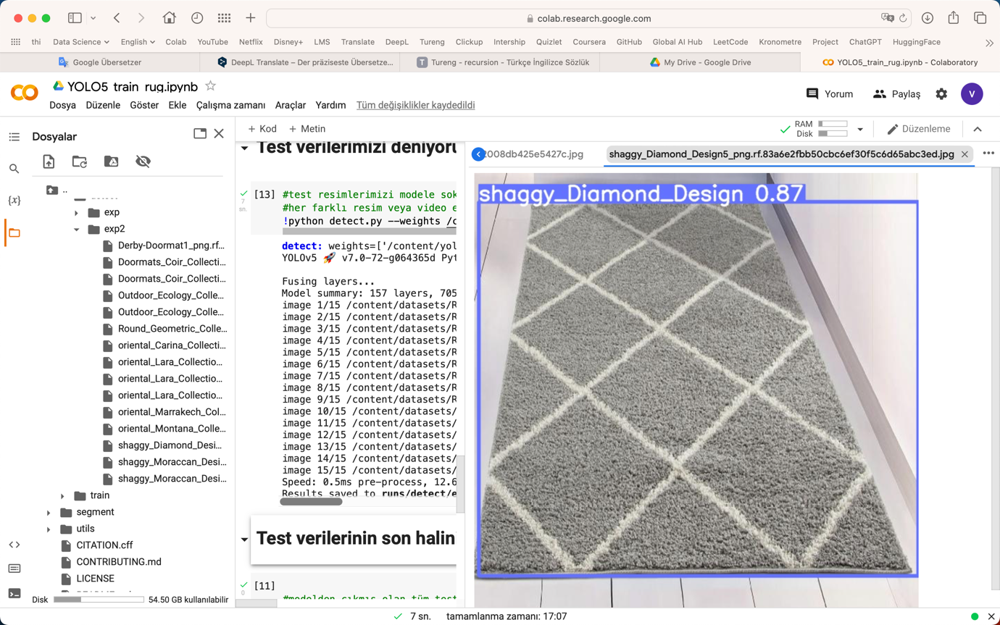 colab.research.google.com
thi Data Science English Colab YouTube Netflix Disney+ LMS Translate DeepL Tureng Clickup Intership Quizlet Coursera GitHub Global AI Hub LeetCode Kronometre Project ChatGPT HuggingFace
Google Übersetzer
DeepL Translate – Der präziseste Übersetze...
T Tureng - recursion - Türkçe İngilizce Sözlük
My Drive - Google Drive
YOLO5_train_rug.ipynb - Colaboratory
YOLO5 train rug.ipynb
Yorum
Paylaş
V
Dosya Düzenle Göster Ekle Çalışma zamanı Araçlar Yardım Tüm değişiklikler kaydedildi
Dosyalar
+ Kod + Metin
RAM
Disk
Düzenleme
{x}
..
exp
exp2
Derby-Doormat1_png.rf...
Doormats_Coir_Collecti...
Doormats_Coir_Collecti...
Outdoor_Ecology_Colle...
Outdoor_Ecology_Colle...
Round_Geometric_Colle...
oriental_Carina_Collecti...
oriental_Lara_Collectio...
oriental_Lara_Collectio...
oriental_Lara_Collectio...
oriental_Marrakech_Col...
oriental_Montana_Colle...
shaggy_Diamond_Desi...
shaggy_Moraccan_Desi...
shaggy_Moraccan_Desi...
train
segment
utils
CITATION.cff
CONTRIBUTING.md
LICENSE
Disk 54.50 GB kullanılabilir
Test verilerimizi deniyoru
[13] #test resimlerimizi modele sok
7
sn.
#her farklı resim veya video e
!python detect.py --weights /c
detect: weights=['/content/yol
YOLOv5 🚀 v7.0-72-g064365d Pyt
Fusing layers...
Model summary: 157 layers, 705
image 1/15 /content/datasets/R
image 2/15 /content/datasets/R
image 3/15 /content/datasets/R
image 4/15 /content/datasets/R
image 5/15 /content/datasets/R
image 6/15 /content/datasets/R
image 7/15 /content/datasets/R
image 8/15 /content/datasets/R
image 9/15 /content/datasets/R
image 10/15 /content/datasets/
image 11/15 /content/datasets/
image 12/15 /content/datasets/
image 13/15 /content/datasets/
image 14/15 /content/datasets/
image 15/15 /content/datasets/
Speed: 0.5ms pre-process, 12.6
Results saved to runs/detect/e
Test verilerinin son halin
[11]
0
#modelden çıkmış olan tüm test
2008db425e5427c.jpg
shaggy_Diamond_Design5_png.rf.83a6e2fbb50cbc6ef30f5c6d65abc3ed.jpg
shaggy_Diamond_Design 0.87
7 sn. tamamlanma zamanı: 17:07